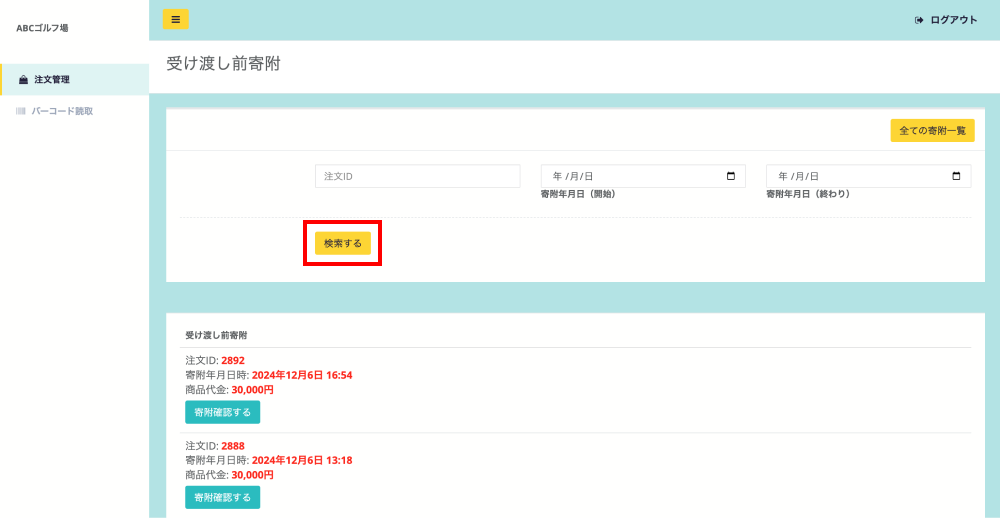 ABCゴルフ場
ログアウト
注文管理
バーコード読取
受け渡し前寄附
全ての寄附一覧
注文ID
年 /月/日
年 /月/日
寄附年月日（開始）
寄附年月日（終わり）
検索する
受け渡し前寄附
注文ID: 2892
寄附年月日時: 2024年12月6日 16:54
商品代金: 30,000円
寄附確認する
注文ID: 2888
寄附年月日時: 2024年12月6日 13:18
商品代金: 30,000円
寄附確認する